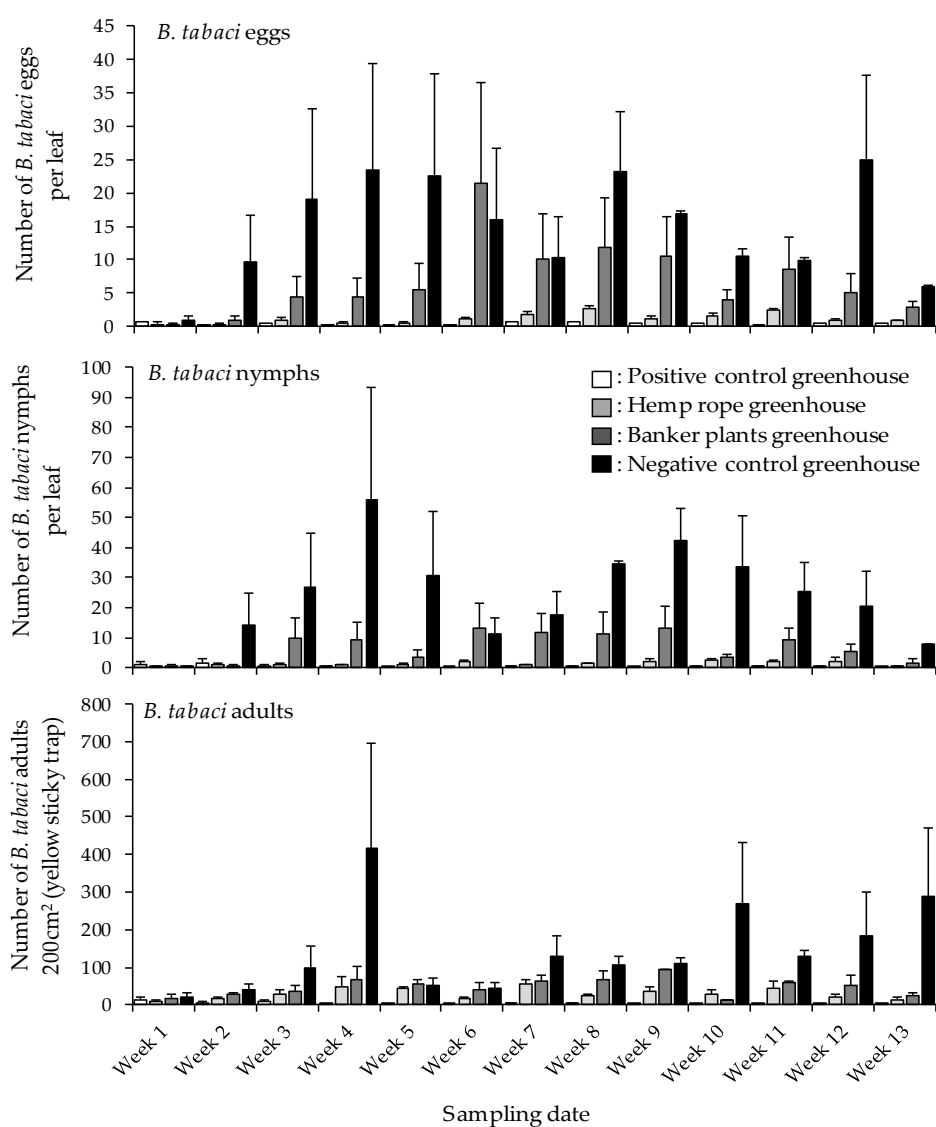 B. tabaci eggs
Number of B. tabaci eggs
per leaf
45
40
35
30
25
20
15
10
5
0
B. tabaci nymphs
Number of B. tabaci nymphs
per leaf
100
90
80
70
60
50
40
30
20
10
0
: Positive control greenhouse
: Hemp rope greenhouse
: Banker plants greenhouse
: Negative control greenhouse
B. tabaci adults
Number of B. tabaci adults
200cm² (yellow sticky trap)
800
700
600
500
400
300
200
100
0
Week 1
Week 2
Week 3
Week 4
Week 5
Week 6
Week 7
Week 8
Week 9
Week 10
Week 11
Week 12
Week 13
Sampling date